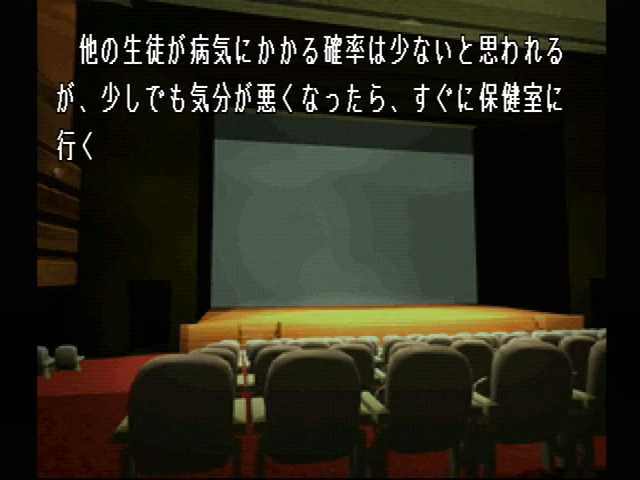 他の生徒が病気にかかる確率は少ないと思われる
が、少しでも気分が悪くなったら、すぐに保健室に
行く